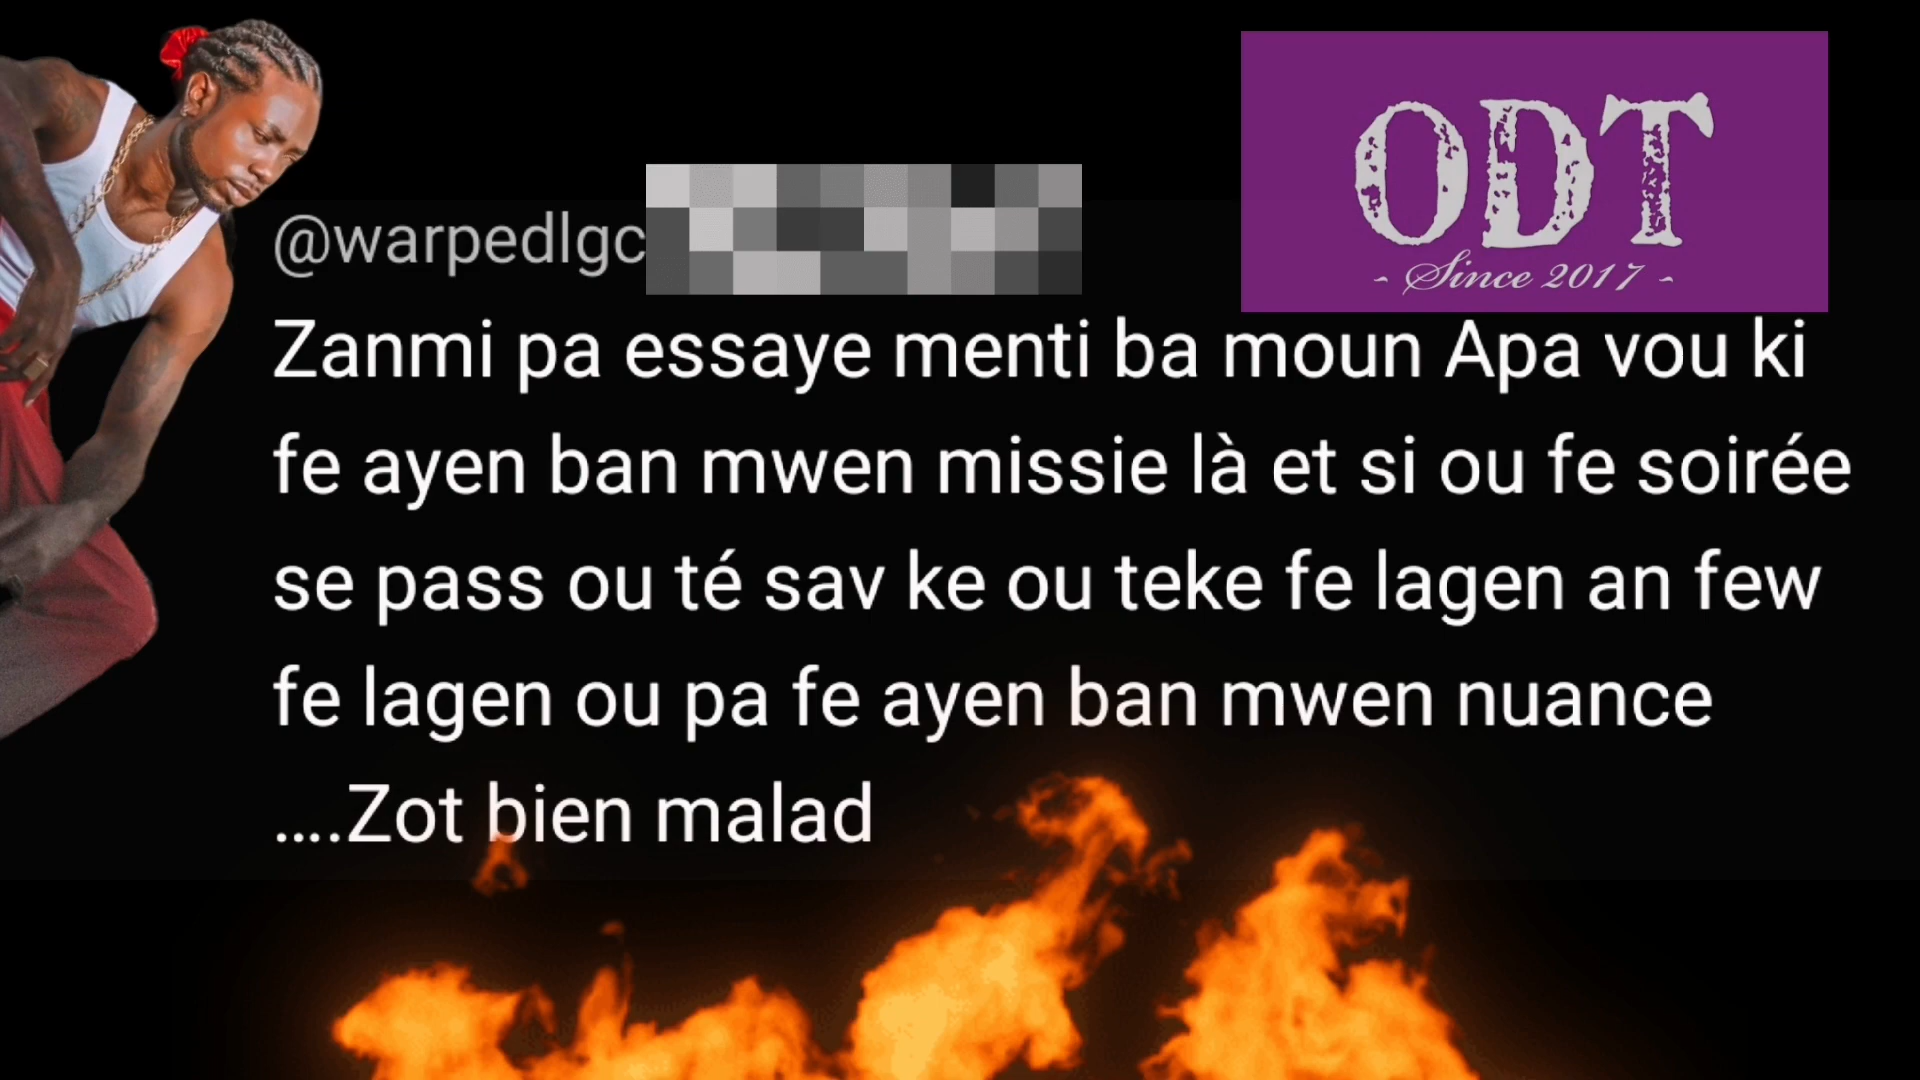 ODT
- Since 2017 -
@warpedlgc
Zanmi pa essaye menti ba moun Apa vou ki
fe ayen ban mwen missie là et si ou fe soirée
se pass ou té sav ke ou teke fe lagen an few
fe lagen ou pa fe ayen ban mwen nuance
....Zot bien malad